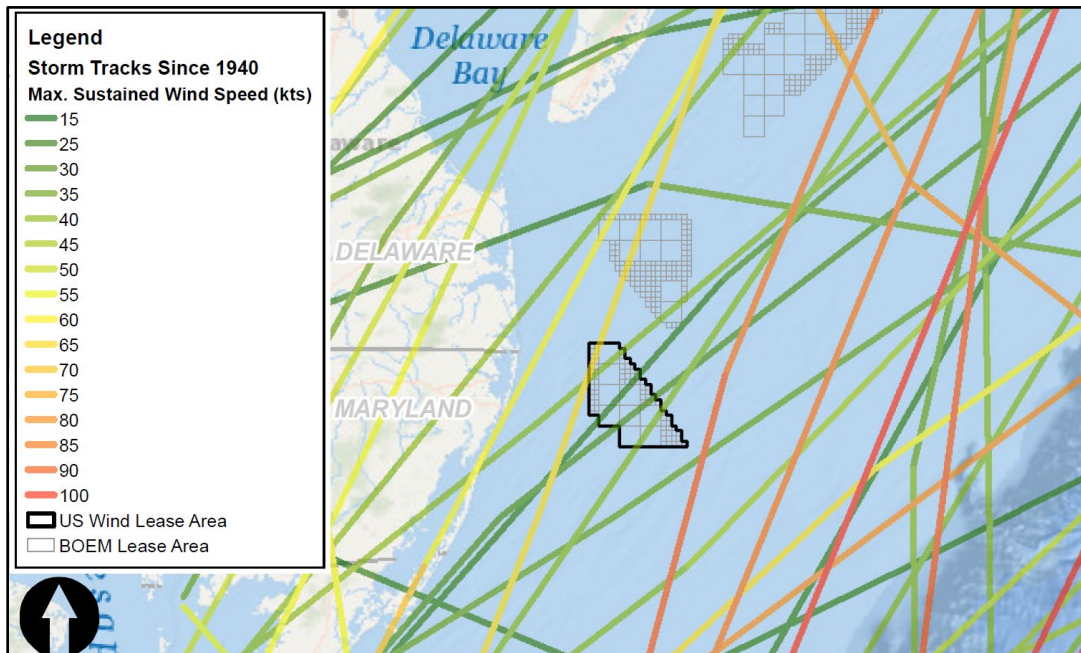 Legend
Storm Tracks Since 1940
Max. Sustained Wind Speed (kts)
15
25
30
35
40
45
50
55
60
65
70
75
80
85
90
100
US Wind Lease Area
BOEM Lease Area
Delaware
Bay
aware
DELAWARE
MARYLAND